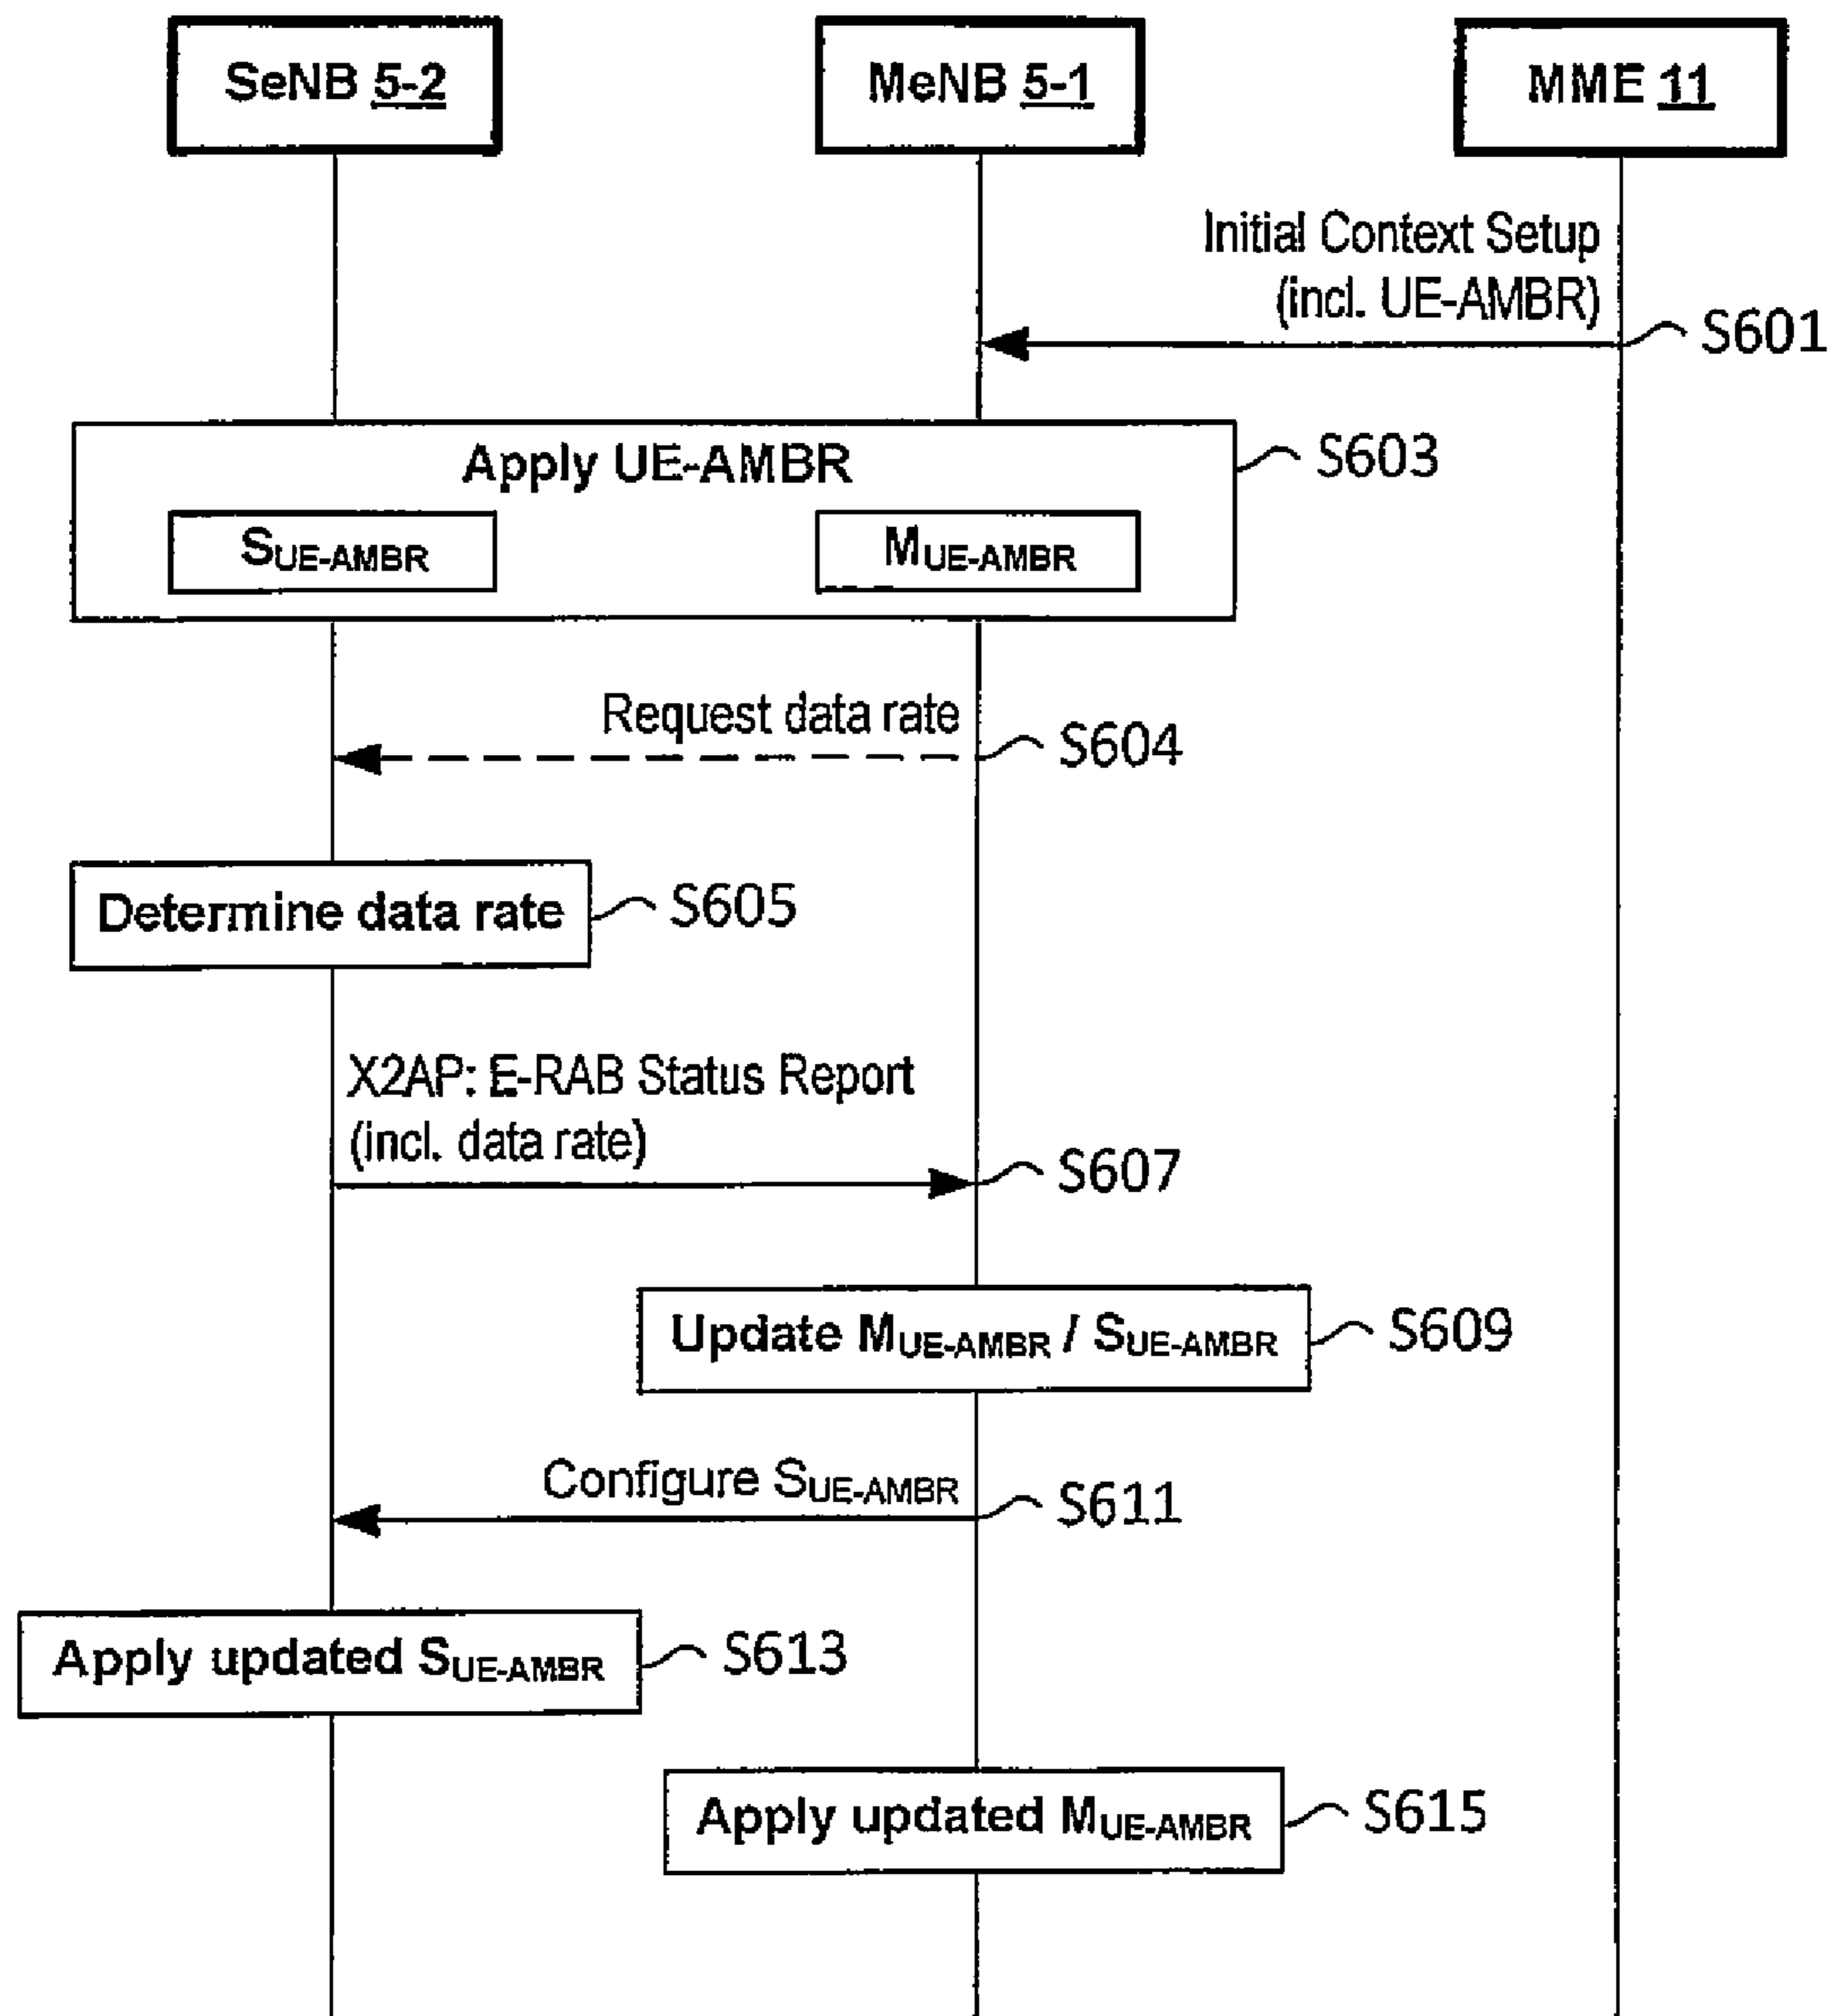 SeNB 5-2
MeNB 5-1
MME 11
Initial Context Setup
(incl. UE-AMBR)
S601
Apply UE-AMBR
S603
SUE-AMBR
MUE-AMBR
Request data rate
S604
Determine data rate
S605
X2AP: E-RAB Status Report
(incl. data rate)
S607
Update MUE-AMBR / SUE-AMBR
S609
Configure SUE-AMBR
S611
Apply updated SUE-AMBR
S613
Apply updated MUE-AMBR
S615